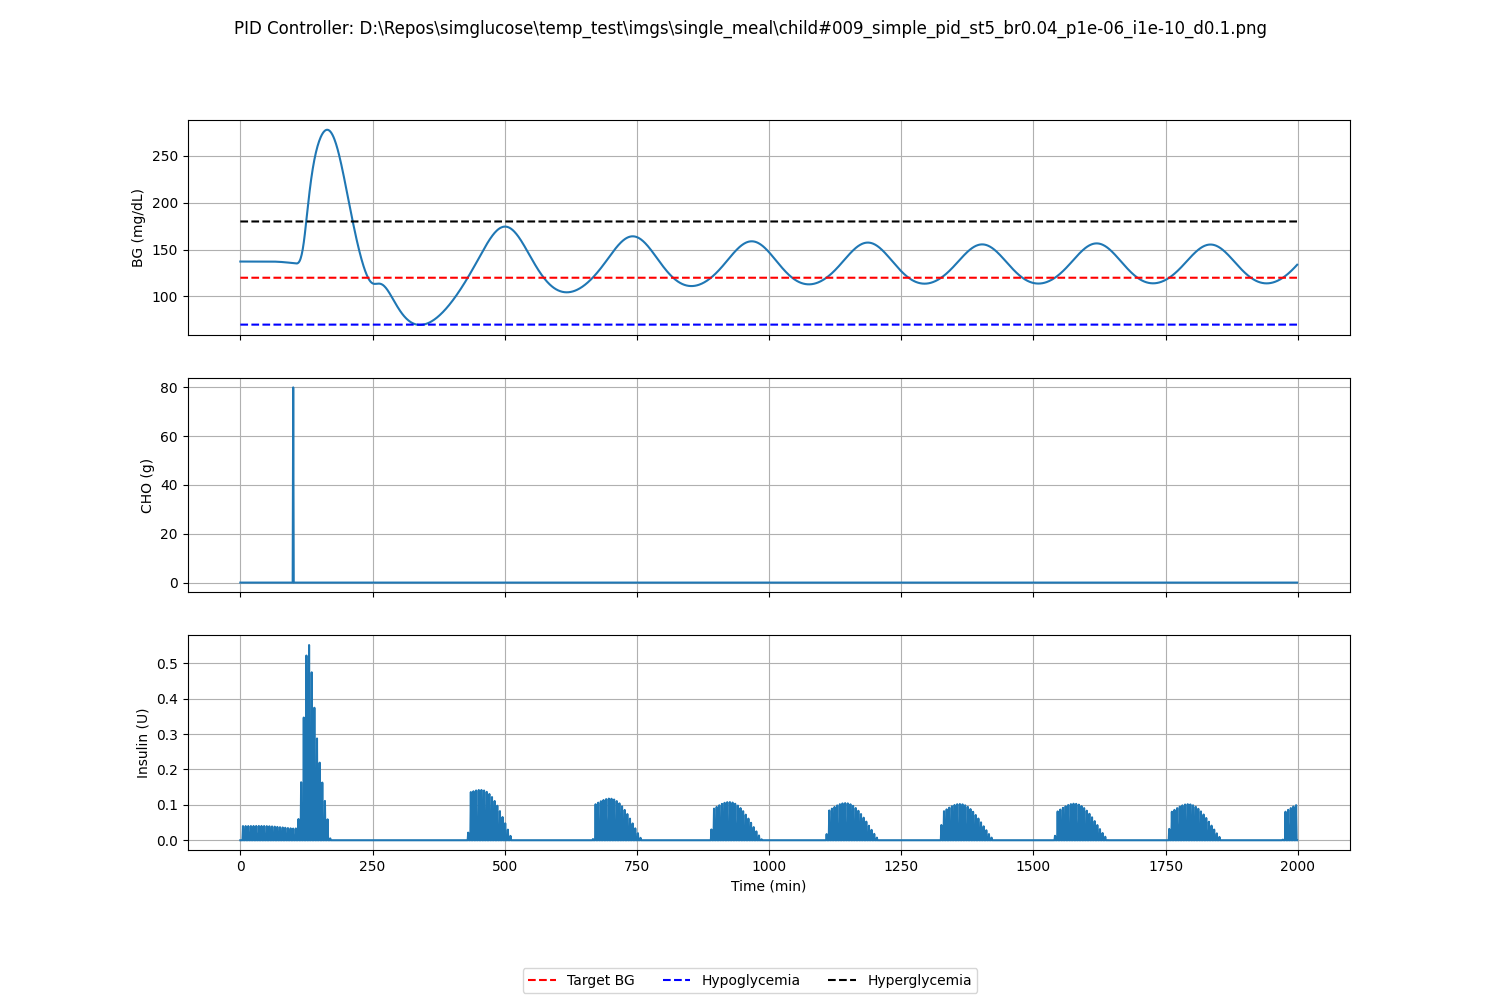 PID Controller: D:\Repos\simglucose\temp_test\imgs\single_meal\child#009_simple_pid_st5_br0.04_p1e-06_i1e-10_d0.1.png
BG (mg/dL)
250
200
150
100
CHO (g)
80
60
40
20
0
Insulin (U)
0.5
0.4
0.3
0.2
0.1
0.0
0 250 500 750 1000 1250 1500 1750 2000
Time (min)
Target BG Hypoglycemia Hyperglycemia